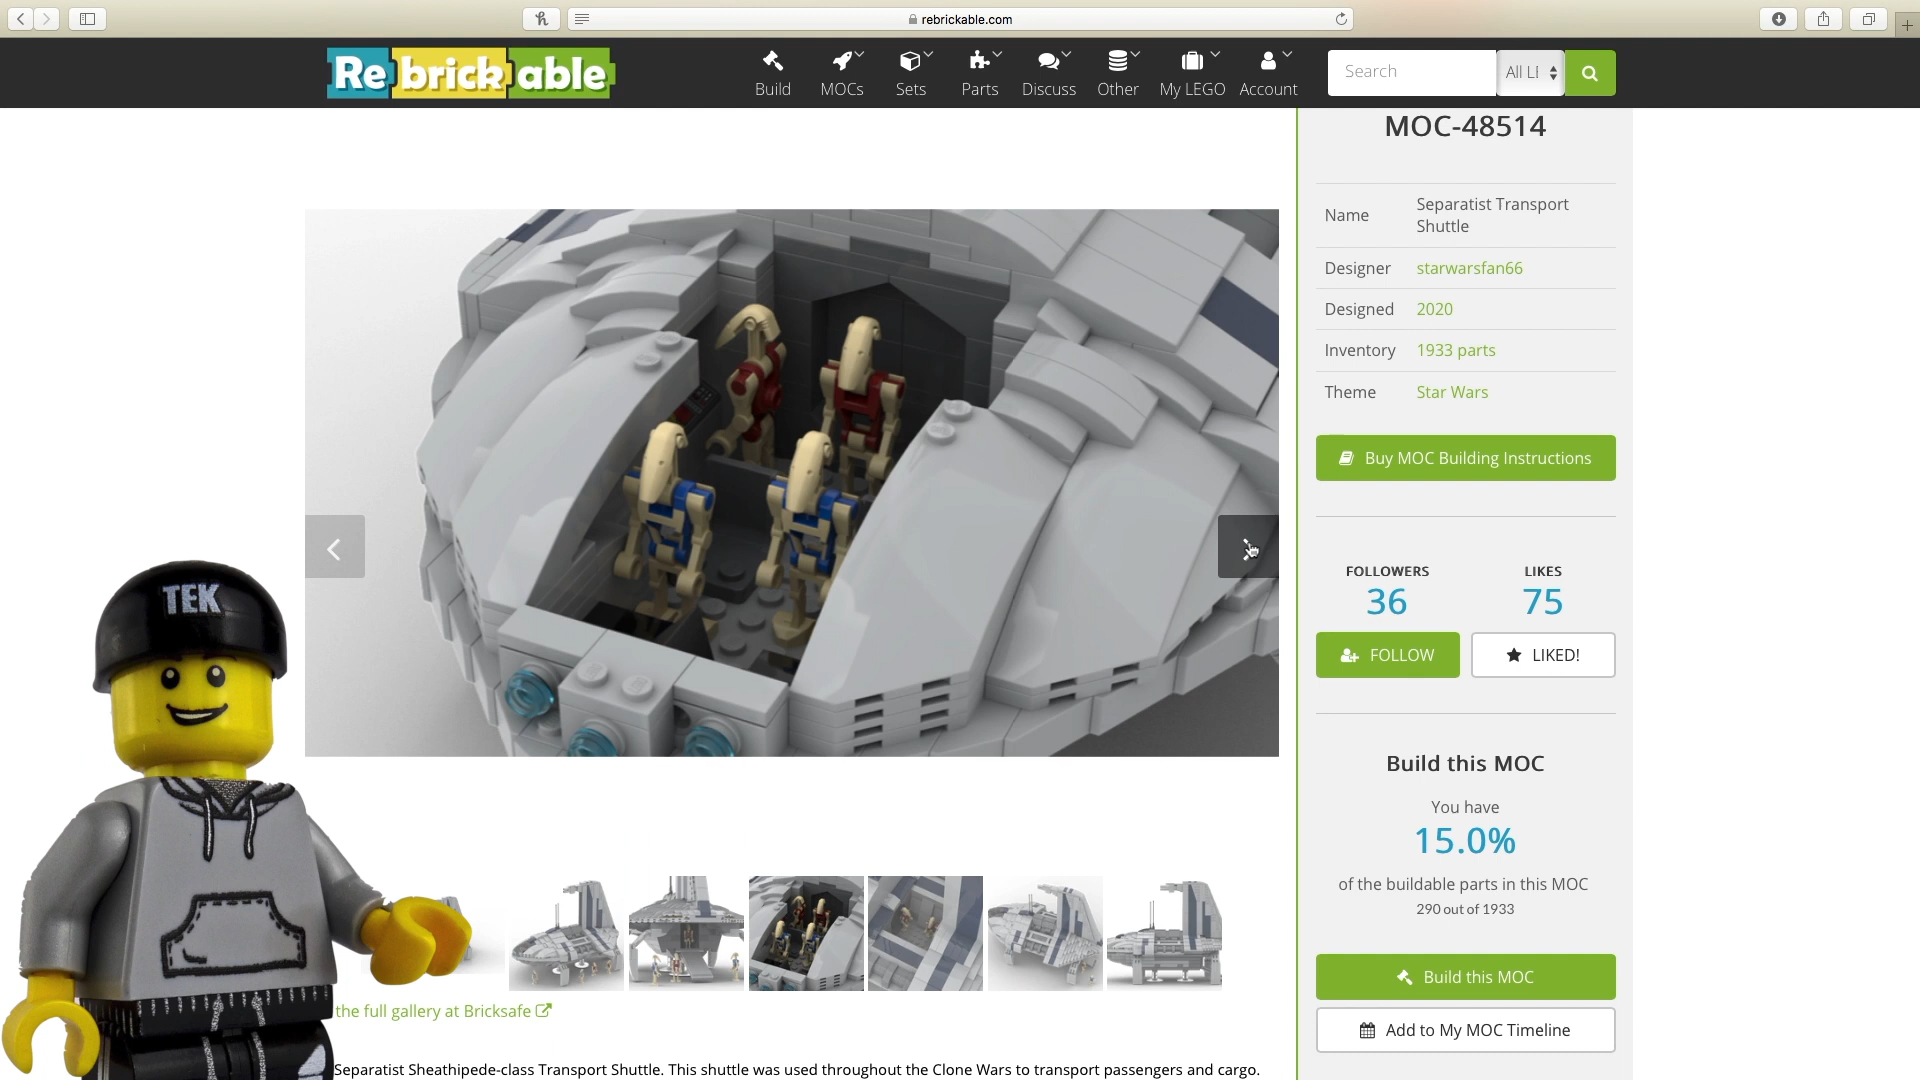 rebrickable.com
Re brick able
Build
MOCs
Sets
Parts
Discuss
Other
My LEGO
Account
Search
All LE
MOC-48514
Name Separatist Transport
Shuttle
Designer starwarsfan66
Designed 2020
Inventory 1933 parts
Theme Star Wars
Buy MOC Building Instructions
FOLLOWERS LIKES
36 75
FOLLOW LIKED!
Build this MOC
You have
15.0%
of the buildable parts in this MOC
290 out of 1933
Build this MOC
Add to My MOC Timeline
TEK
the full gallery at Bricksafe
Separatist Sheathipede-class Transport Shuttle. This shuttle was used throughout the Clone Wars to transport passengers and cargo.